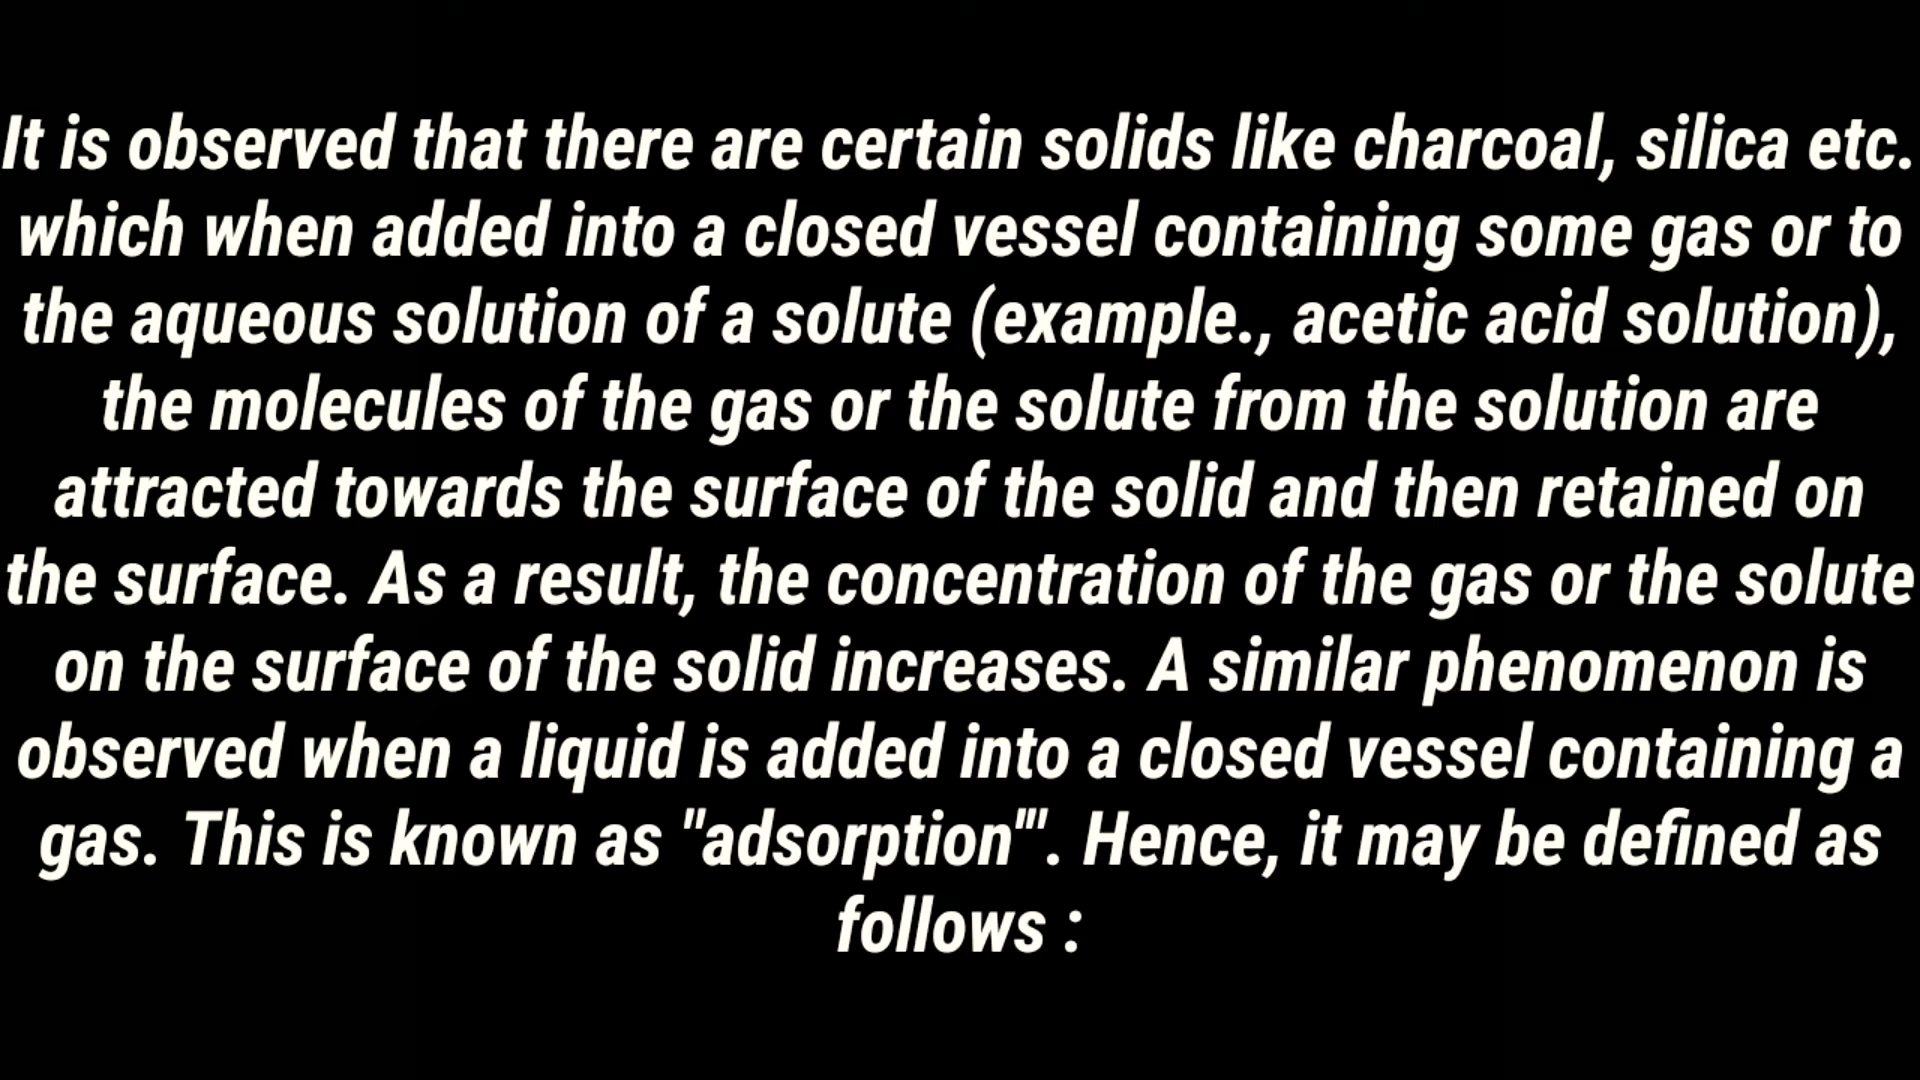 It is observed that there are certain solids like charcoal, silica etc.
which when added into a closed vessel containing some gas or to
the aqueous solution of a solute (example., acetic acid solution),
the molecules of the gas or the solute from the solution are
attracted towards the surface of the solid and then retained on
the surface. As a result, the concentration of the gas or the solute
on the surface of the solid increases. A similar phenomenon is
observed when a liquid is added into a closed vessel containing a
gas. This is known as "adsorption"'. Hence, it may be defined as
follows :